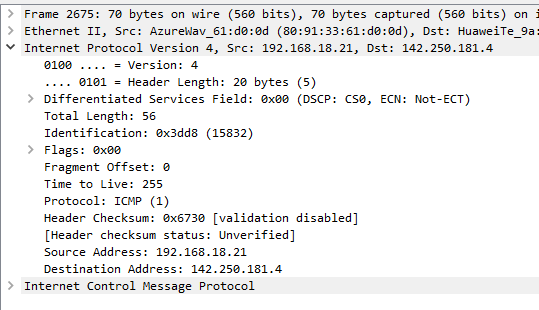 Frame 2675: 70 bytes on wire (560 bits), 70 bytes captured (560 bits) on i
Ethernet II, Src: AzureWav_61:d0:0d (80:91:33:61:d0:0d), Dst: HuaweiTe_9a:
Internet Protocol Version 4, Src: 192.168.18.21, Dst: 142.250.181.4
0100 .... = Version: 4
.... 0101 = Header Length: 20 bytes (5)
Differentiated Services Field: 0x00 (DSCP: CS0, ECN: Not-ECT)
Total Length: 56
Identification: 0x3dd8 (15832)
Flags: 0x00
Fragment Offset: 0
Time to Live: 255
Protocol: ICMP (1)
Header Checksum: 0x6730 [validation disabled]
[Header checksum status: Unverified]
Source Address: 192.168.18.21
Destination Address: 142.250.181.4
Internet Control Message Protocol